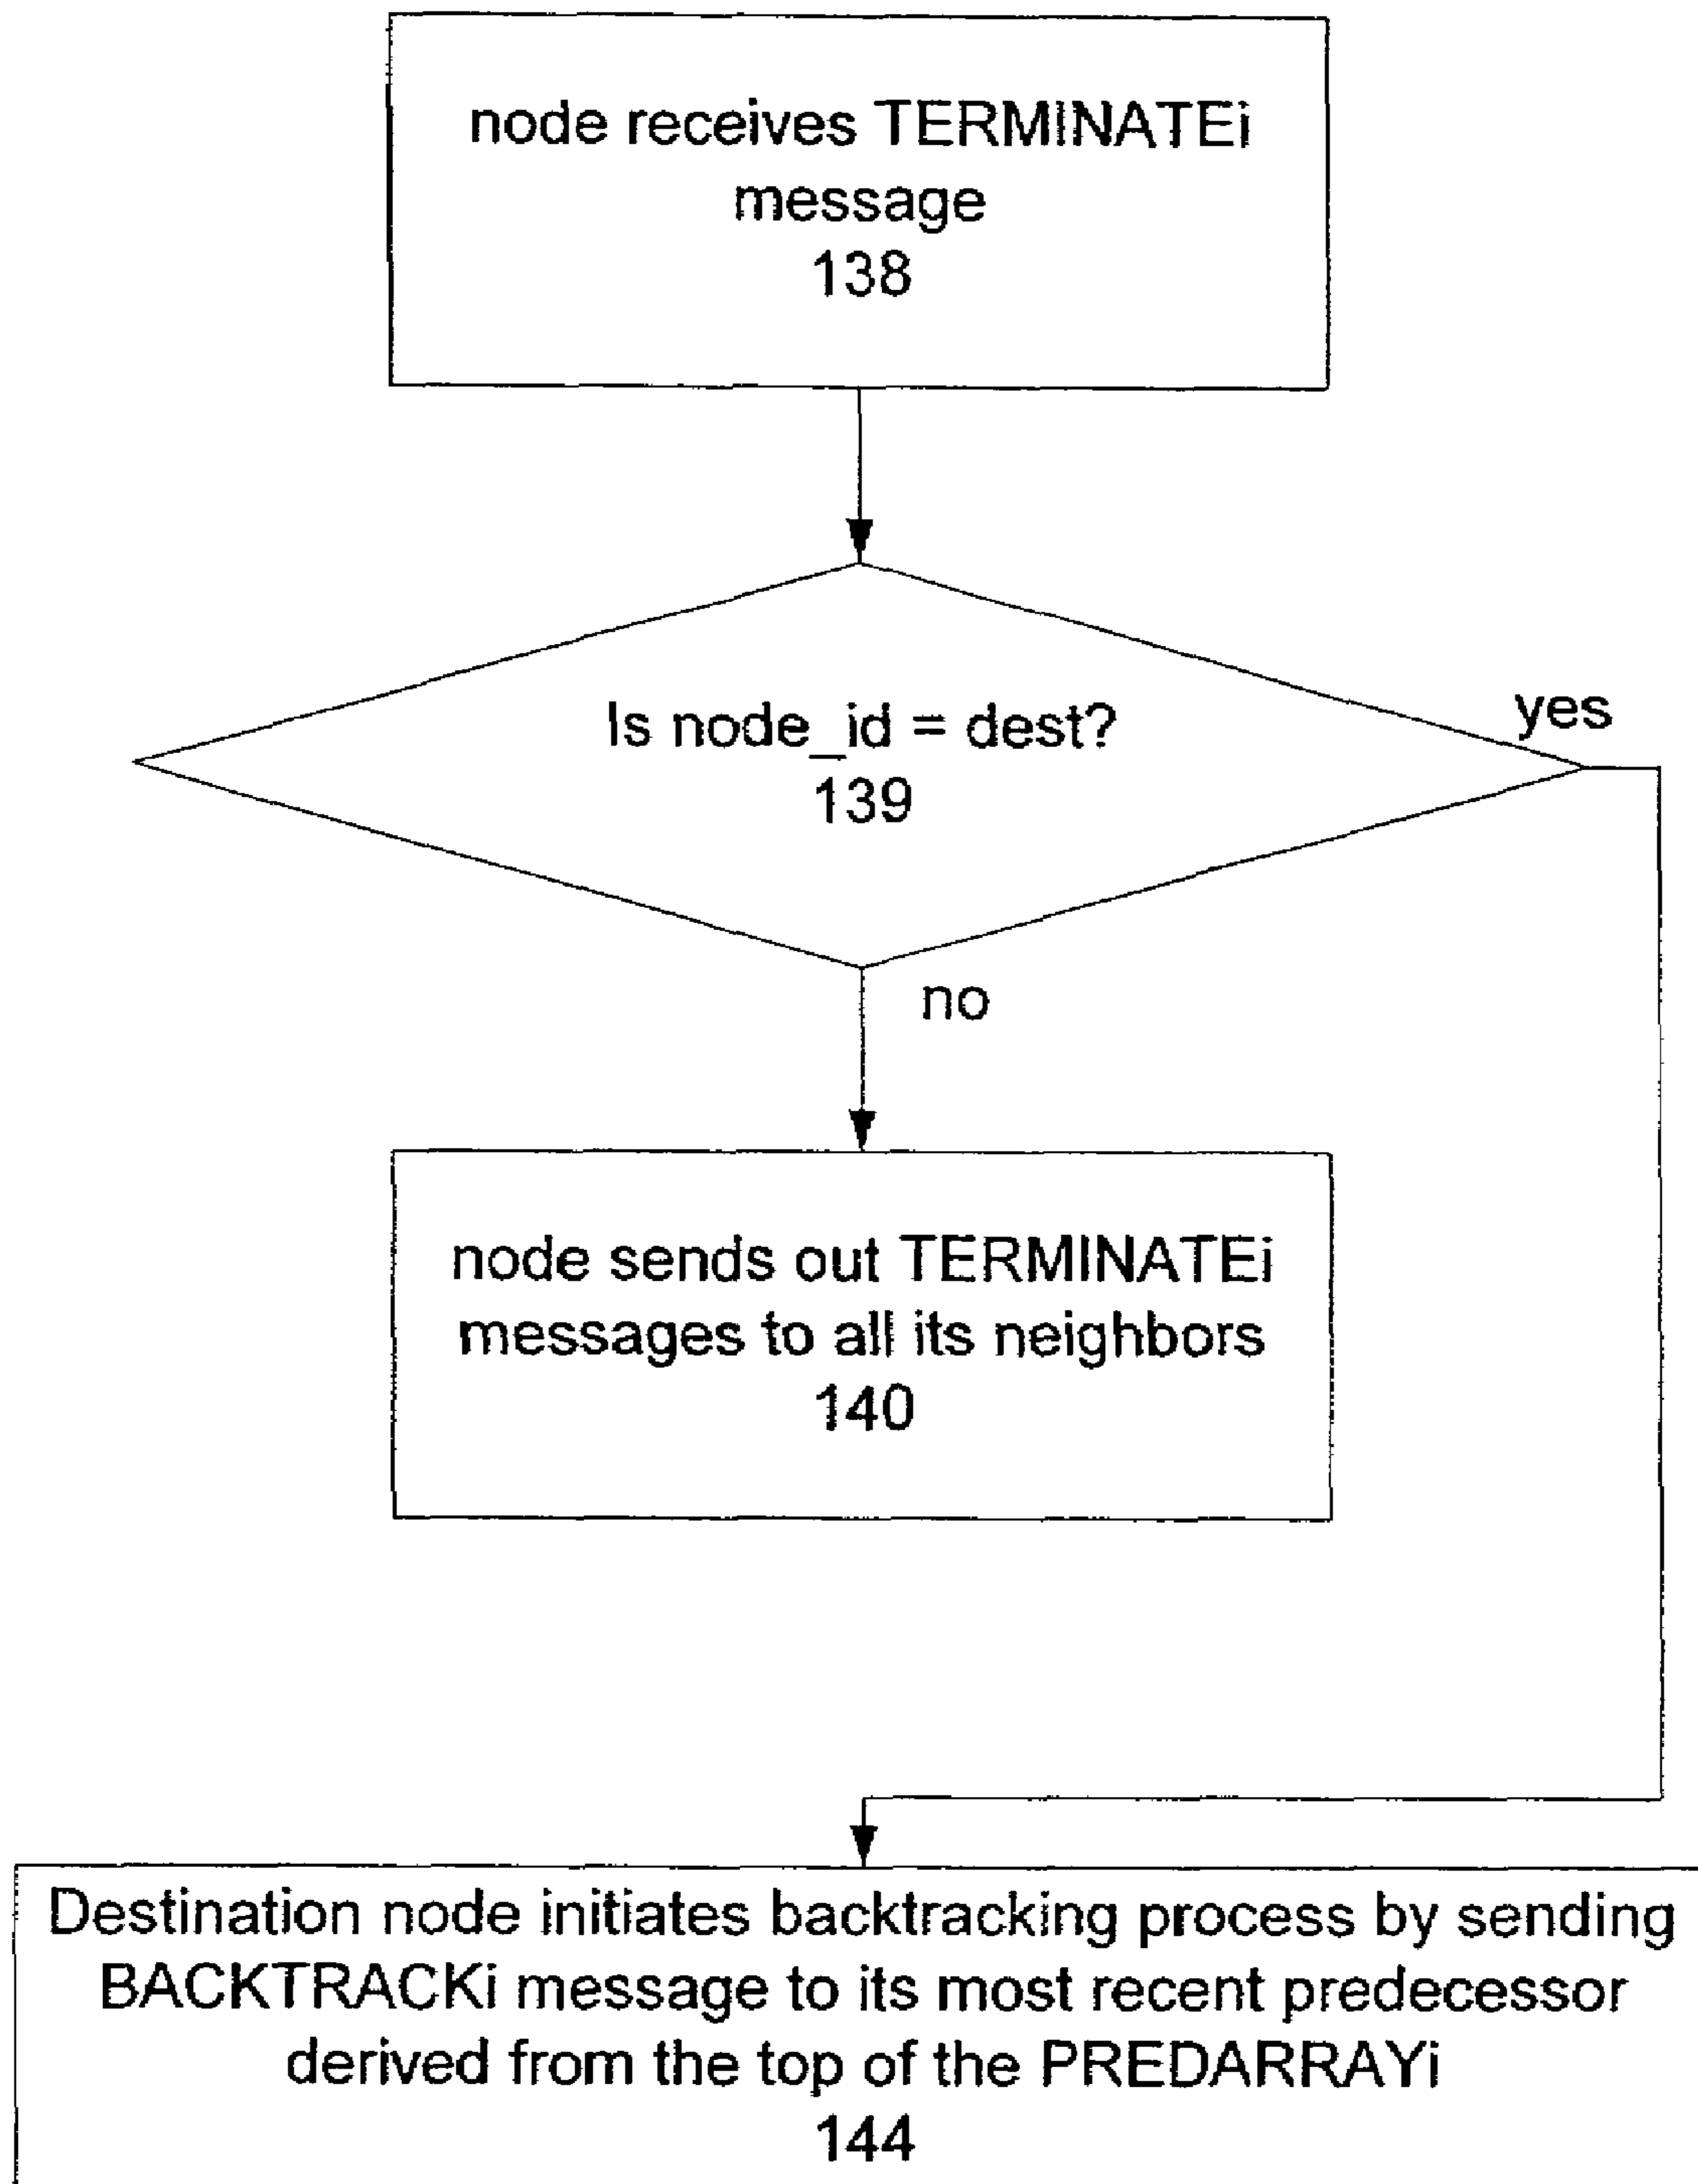 node receives TERMINATEi
message
138
Is node_id = dest?
139
yes
no
node sends out TERMINATEi
messages to all its neighbors
140
Destination node initiates backtracking process by sending
BACKTRACKi message to its most recent predecessor
derived from the top of the PREDARRAYi
144